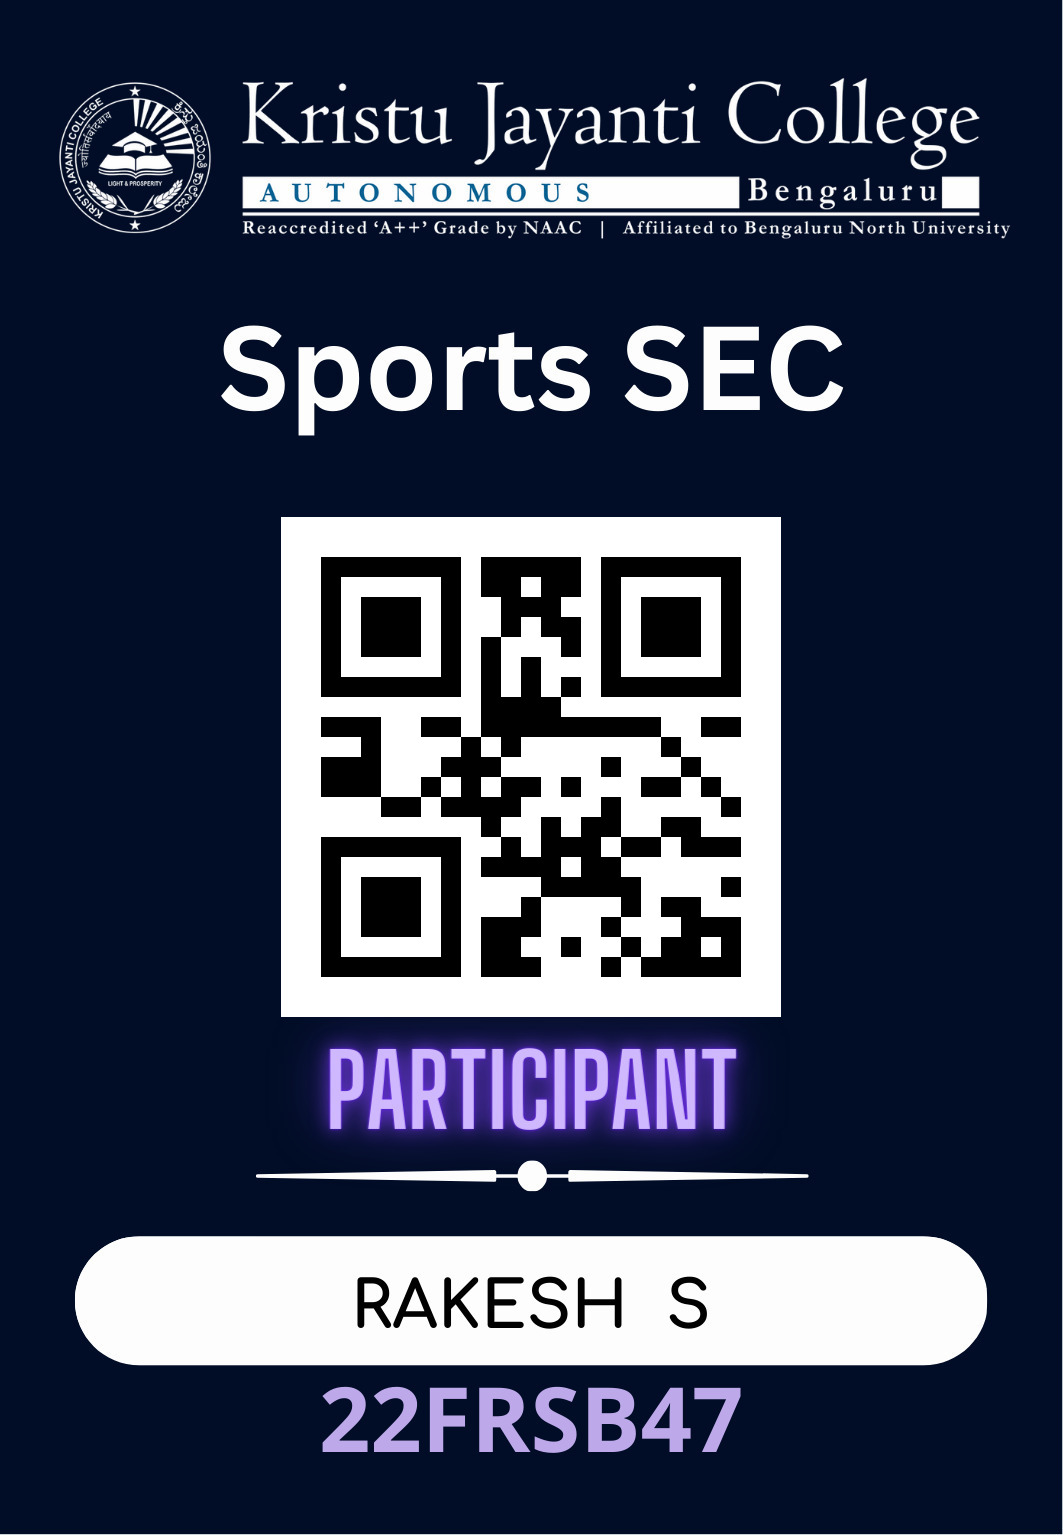 Kristu Jayanti College
AUTONOMOUS Bengaluru
Reaccredited ‘A++’ Grade by NAAC | Affiliated to Bengaluru North University
KRISTU JAYANTI COLLEGE
LIGHT & PROSPERITY
Sports SEC
PARTICIPANT
RAKESH S
22FRSB47